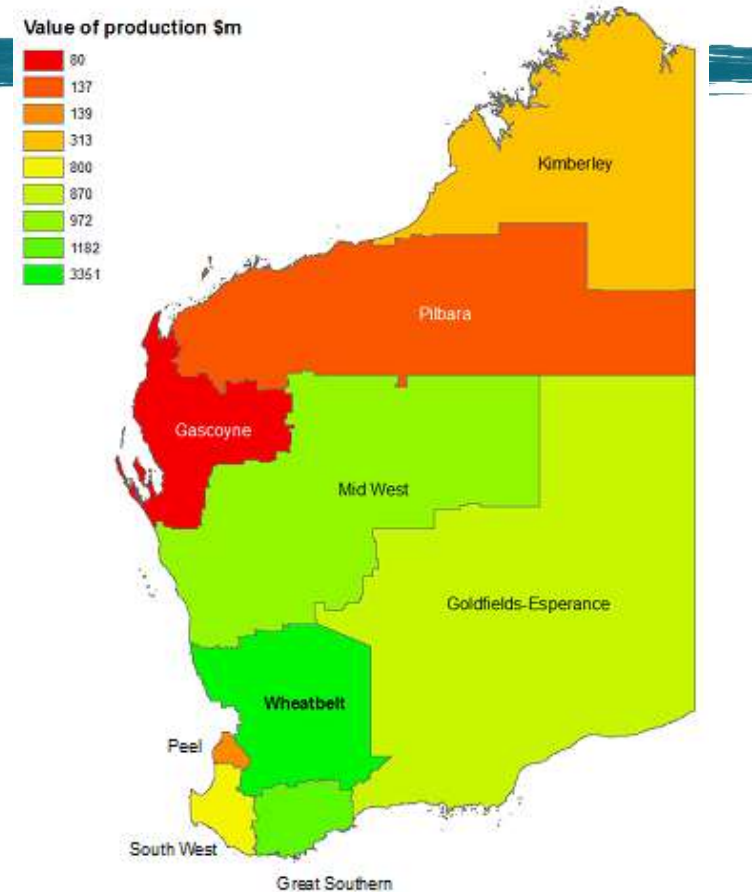 Value of production $m
80
137
139
313
800
870
972
1182
3351
Kimberley
Pilbara
Gascoyne
Mid West
Goldfields-Esperance
Wheatbelt
Peel
South West
Great Southern